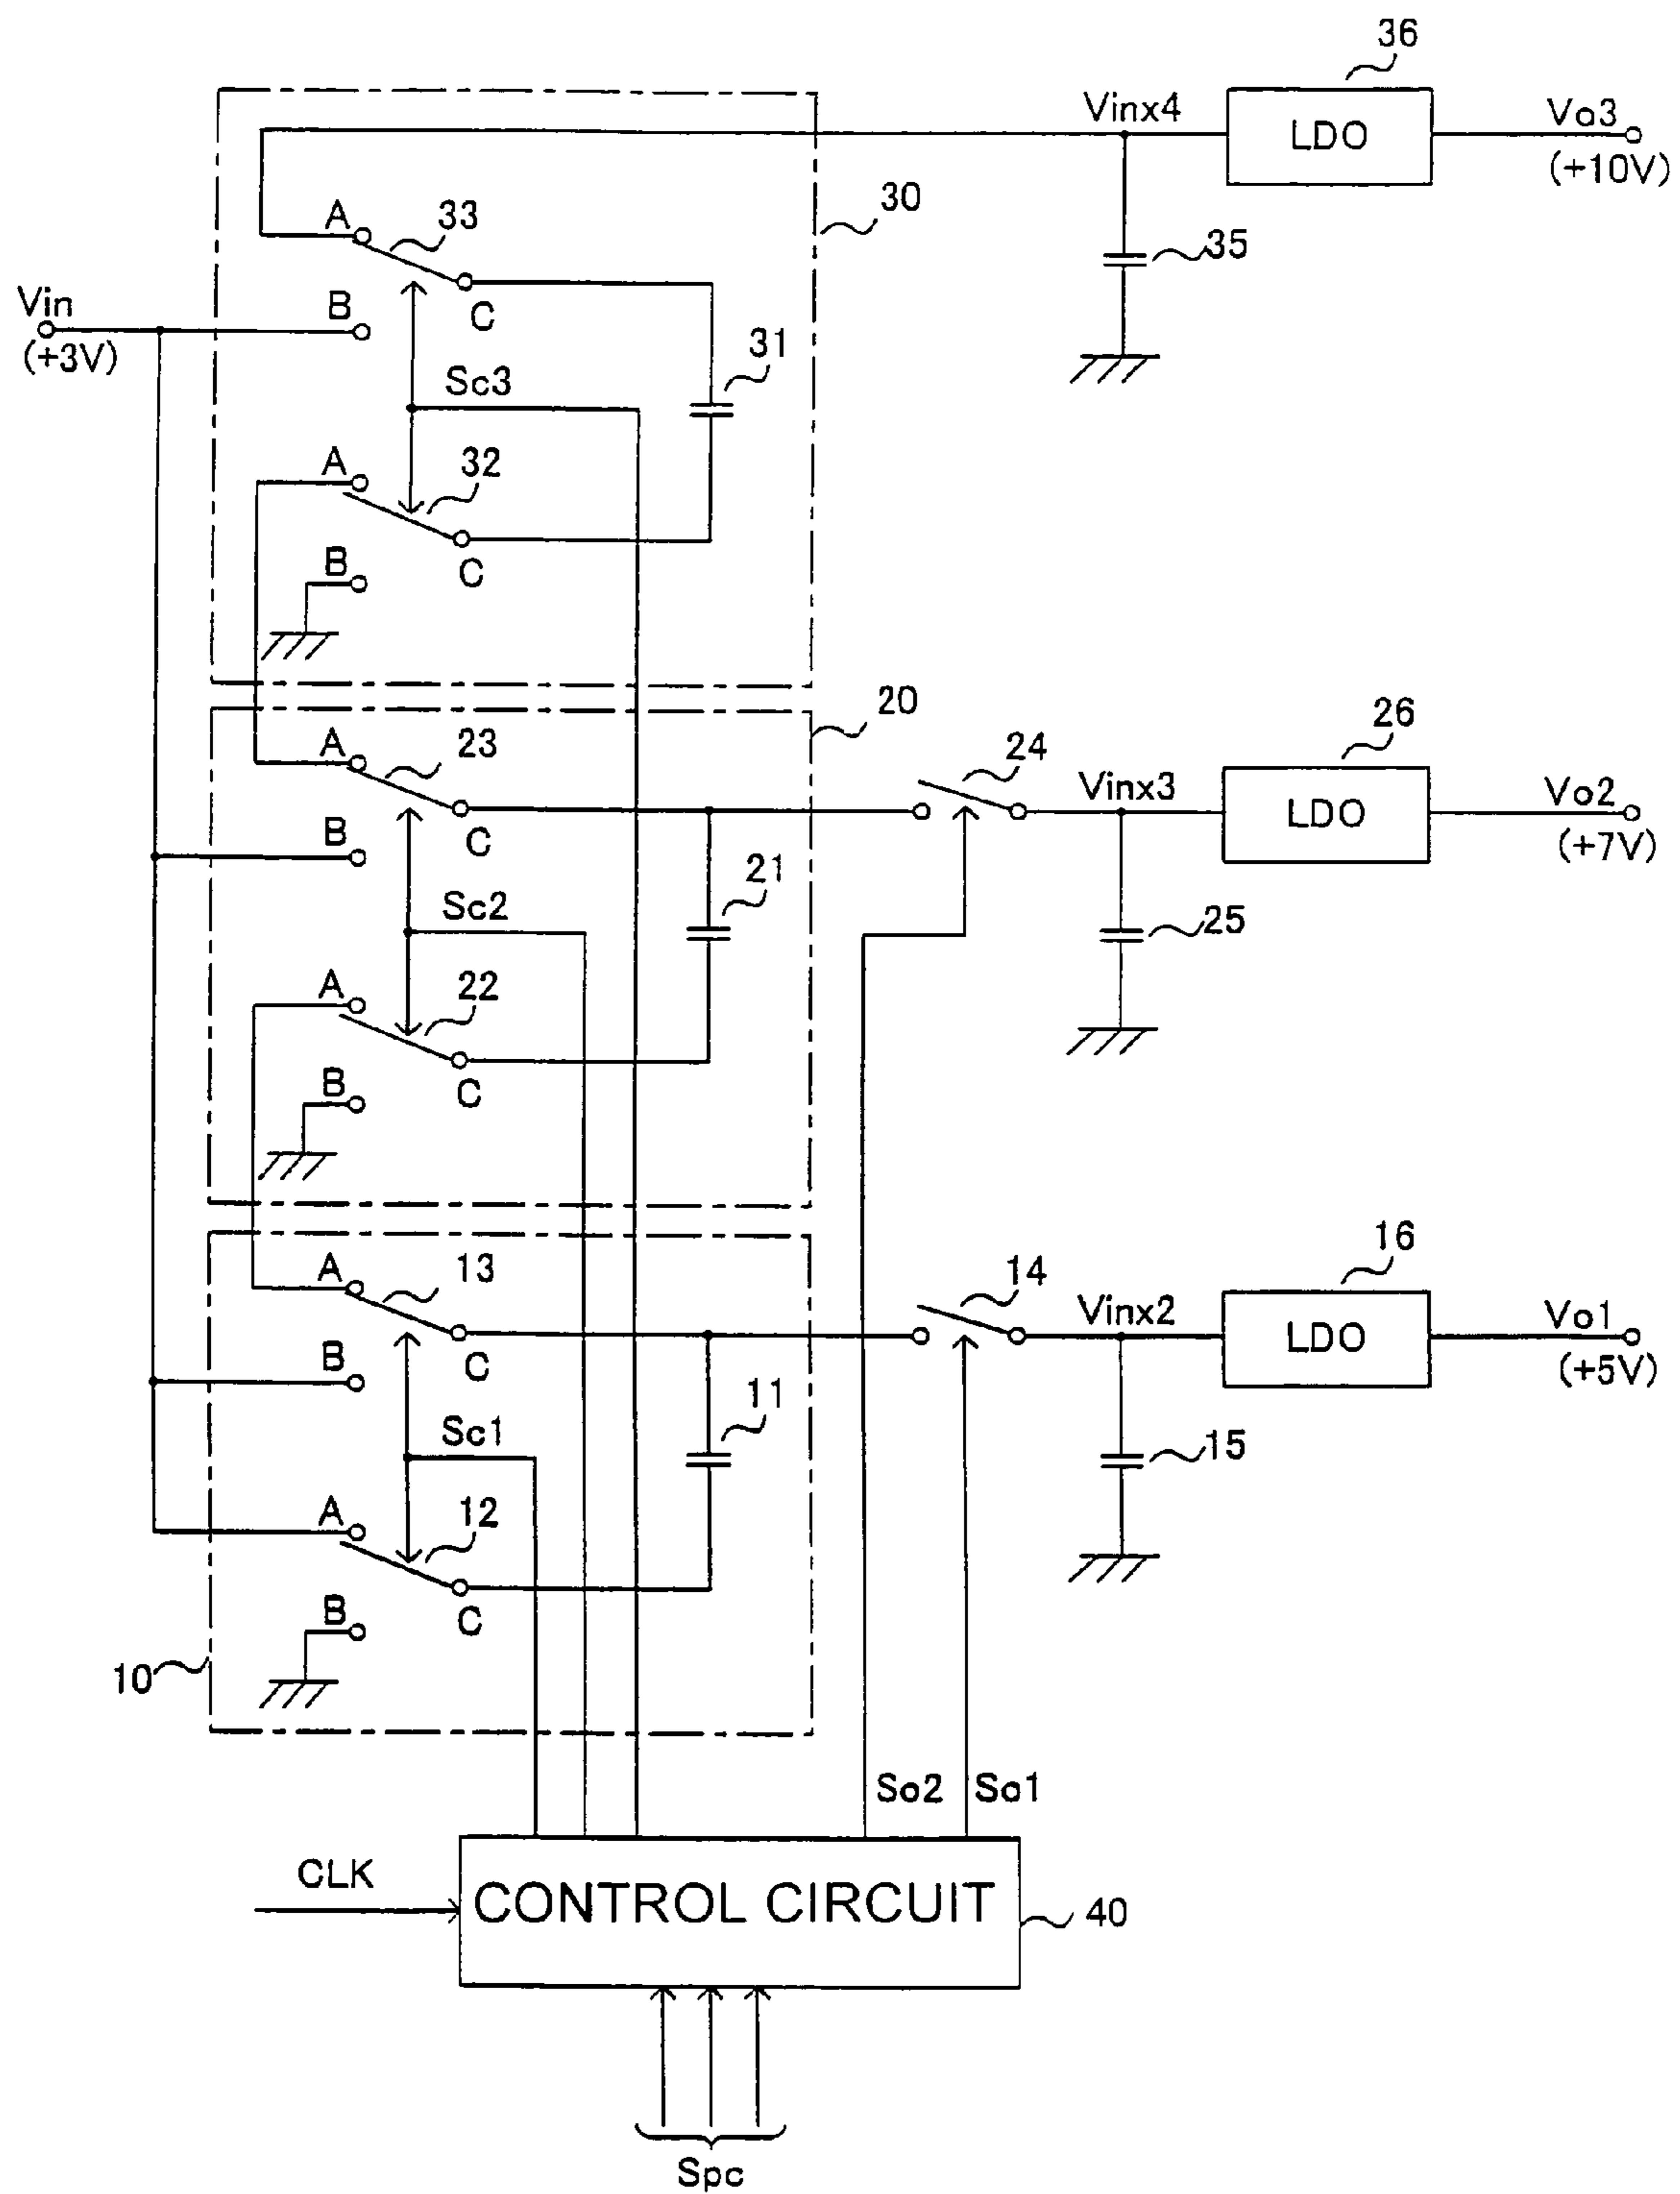 36
Vinx4
LDO
Vo3
(+10V)
30
A
33
35
Vin
(+3V)
B
C
31
Sc3
A
32
C
B
20
26
A
23
24
Vinx3
LDO
Vo2
(+7V)
B
C
21
Sc2
25
A
22
C
B
16
A
13
14
Vinx2
LDO
Vo1
(+5V)
B
C
11
Sc1
15
A
12
C
B
10
So2
So1
CLK
CONTROL CIRCUIT
40
Spc